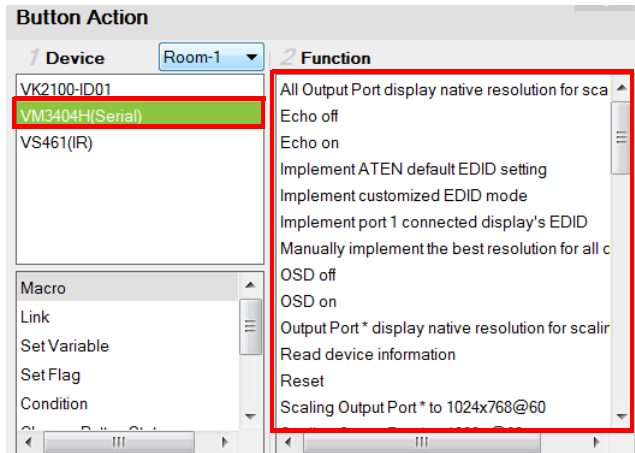 Button Action
1 Device
Room-1
2 Function
VK2100-ID01
VM3404H(Serial)
VS461(IR)
Macro
Link
Set Variable
Set Flag
Condition
All Output Port display native resolution for sca
Echo off
Echo on
Implement ATEN default EDID setting
Implement customized EDID mode
Implement port 1 connected display's EDID
Manually implement the best resolution for all c
OSD off
OSD on
Output Port * display native resolution for scalin
Read device information
Reset
Scaling Output Port * to 1024x768@60